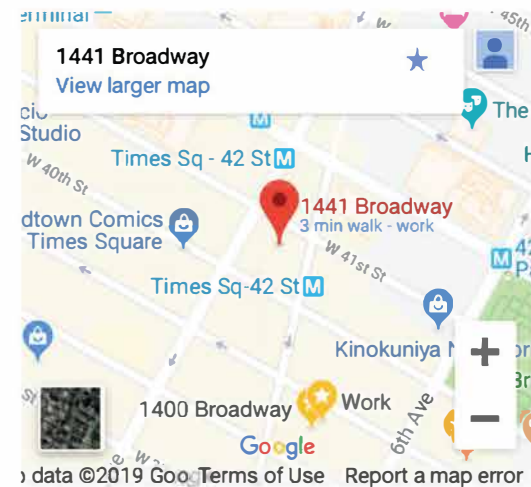 1441 Broadway
View larger map
45th
The
Studio
W 40th St
Times Sq - 42 St M
M
1441 Broadway
3 min walk - work
dtown Comics
Times Square
W 41st St
M
Times Sq-42 St M
Kinokuniya N
1400 Broadway
Work
6th Ave
Google
data ©2019 Goo
Terms of Use
Report a map error